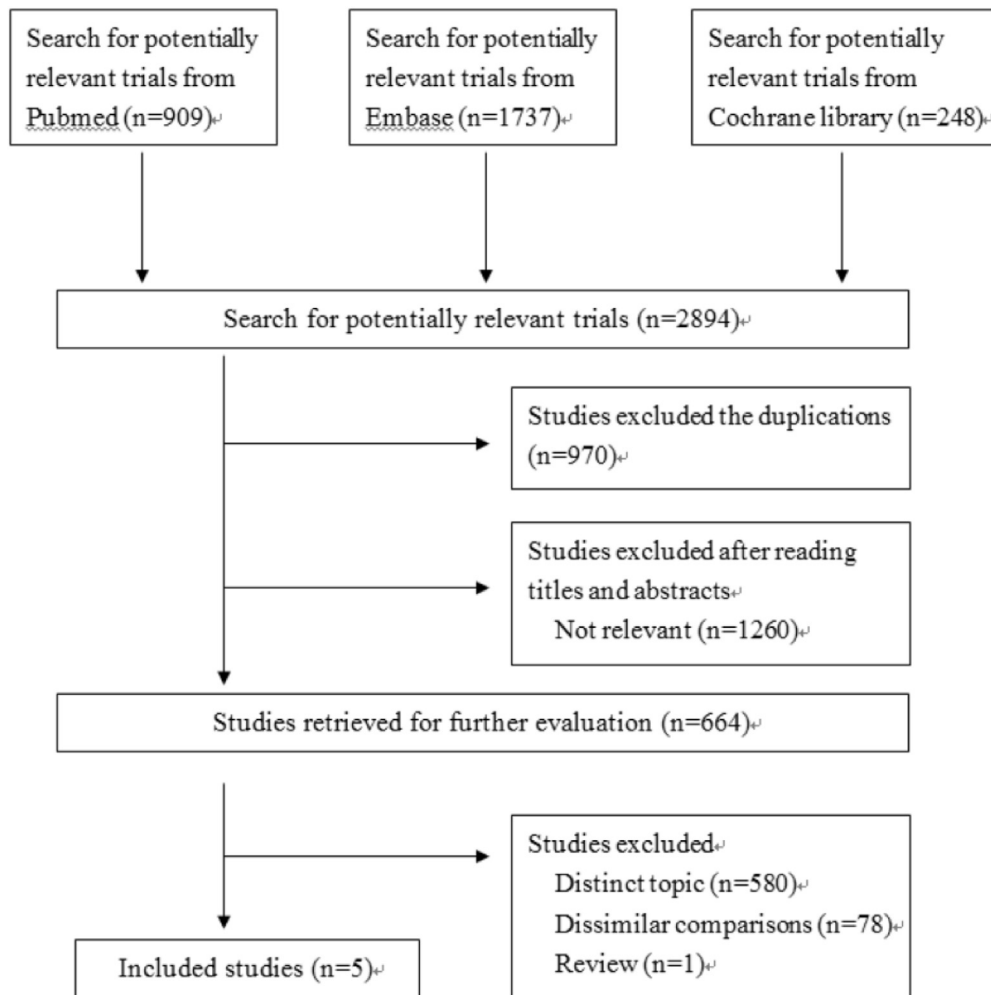 Search for potentially
relevant trials from
Pubmed (n=909)↵
Search for potentially
relevant trials from
Embase (n=1737)↵
Search for potentially
relevant trials from
Cochrane library (n=248)↵
Search for potentially relevant trials (n=2894)↵
Studies excluded the duplications
(n=970)↵
Studies excluded after reading
titles and abstracts↵
Not relevant (n=1260)↵
Studies retrieved for further evaluation (n=664)↵
Studies excluded↵
Distinct topic (n=580)↵
Dissimilar comparisons (n=78)↵
Review (n=1)↵
Included studies (n=5)↵